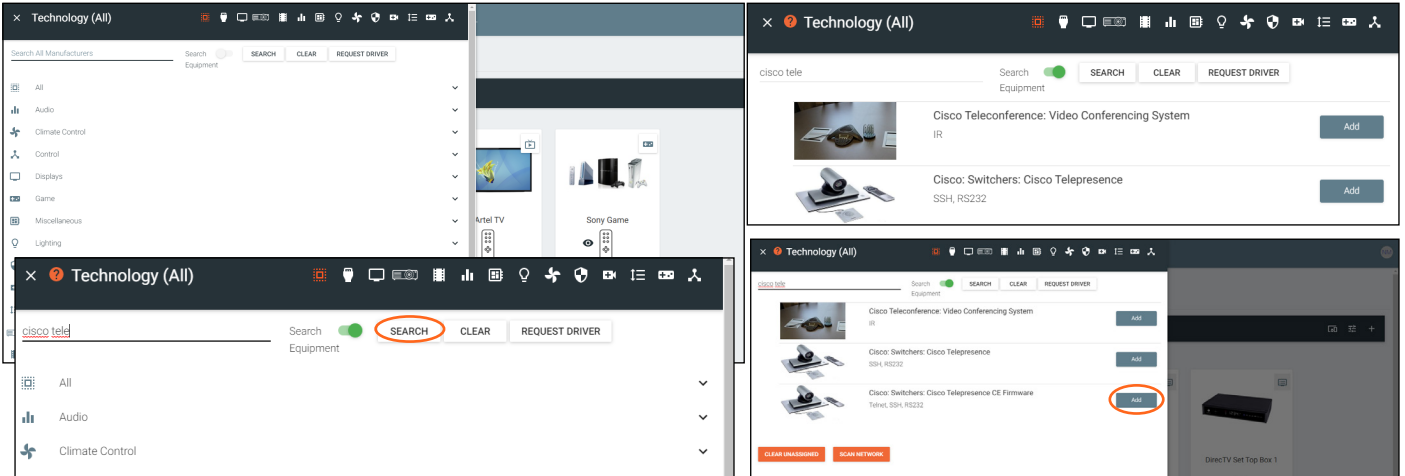 Technology (All)
Search All Manufacturers
Search
Equipment
SEARCH
CLEAR
REQUEST DRIVER
All
Audio
Climate Control
Control
Displays
Game
Miscellaneous
Lighting
Artel TV
Sony Game
? Technology (All)
cisco tele
Search
Equipment
SEARCH
CLEAR
REQUEST DRIVER
All
Audio
Climate Control
? Technology (All)
cisco tele
Search
Equipment
SEARCH
CLEAR
REQUEST DRIVER
Cisco Teleconference: Video Conferencing System
IR
Add
Cisco: Switchers: Cisco Telepresence
SSH, RS232
Add
? Technology (All)
cisco tele
Search
Equipment
SEARCH
CLEAR
REQUEST DRIVER
Cisco Teleconference: Video Conferencing System
IR
Add
Cisco: Switchers: Cisco Telepresence
SSH, RS232
Add
Cisco: Switchers: Cisco Telepresence CE Firmware
Telnet, SSH, RS232
Add
CLEAR UNASSIGNED
SCAN NETWORK
DirecTV Set Top Box 1